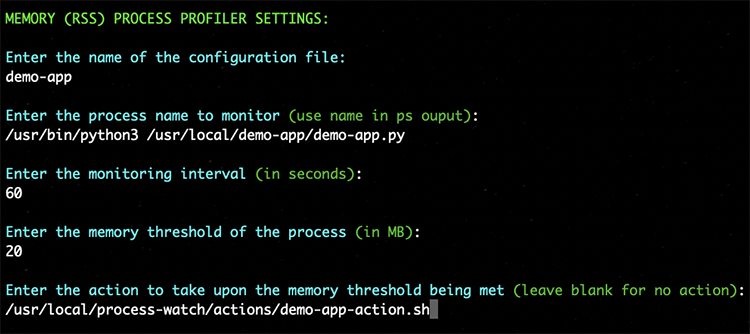 MEMORY (RSS) PROCESS PROFILER SETTINGS:
Enter the name of the configuration file:
demo-app
Enter the process name to monitor (use name in ps ouput):
/usr/bin/python3 /usr/local/demo-app/demo-app.py
Enter the monitoring interval (in seconds):
60
Enter the memory threshold of the process (in MB):
20
Enter the action to take upon the memory threshold being met (leave blank for no action):
/usr/local/process-watch/actions/demo-app-action.sh